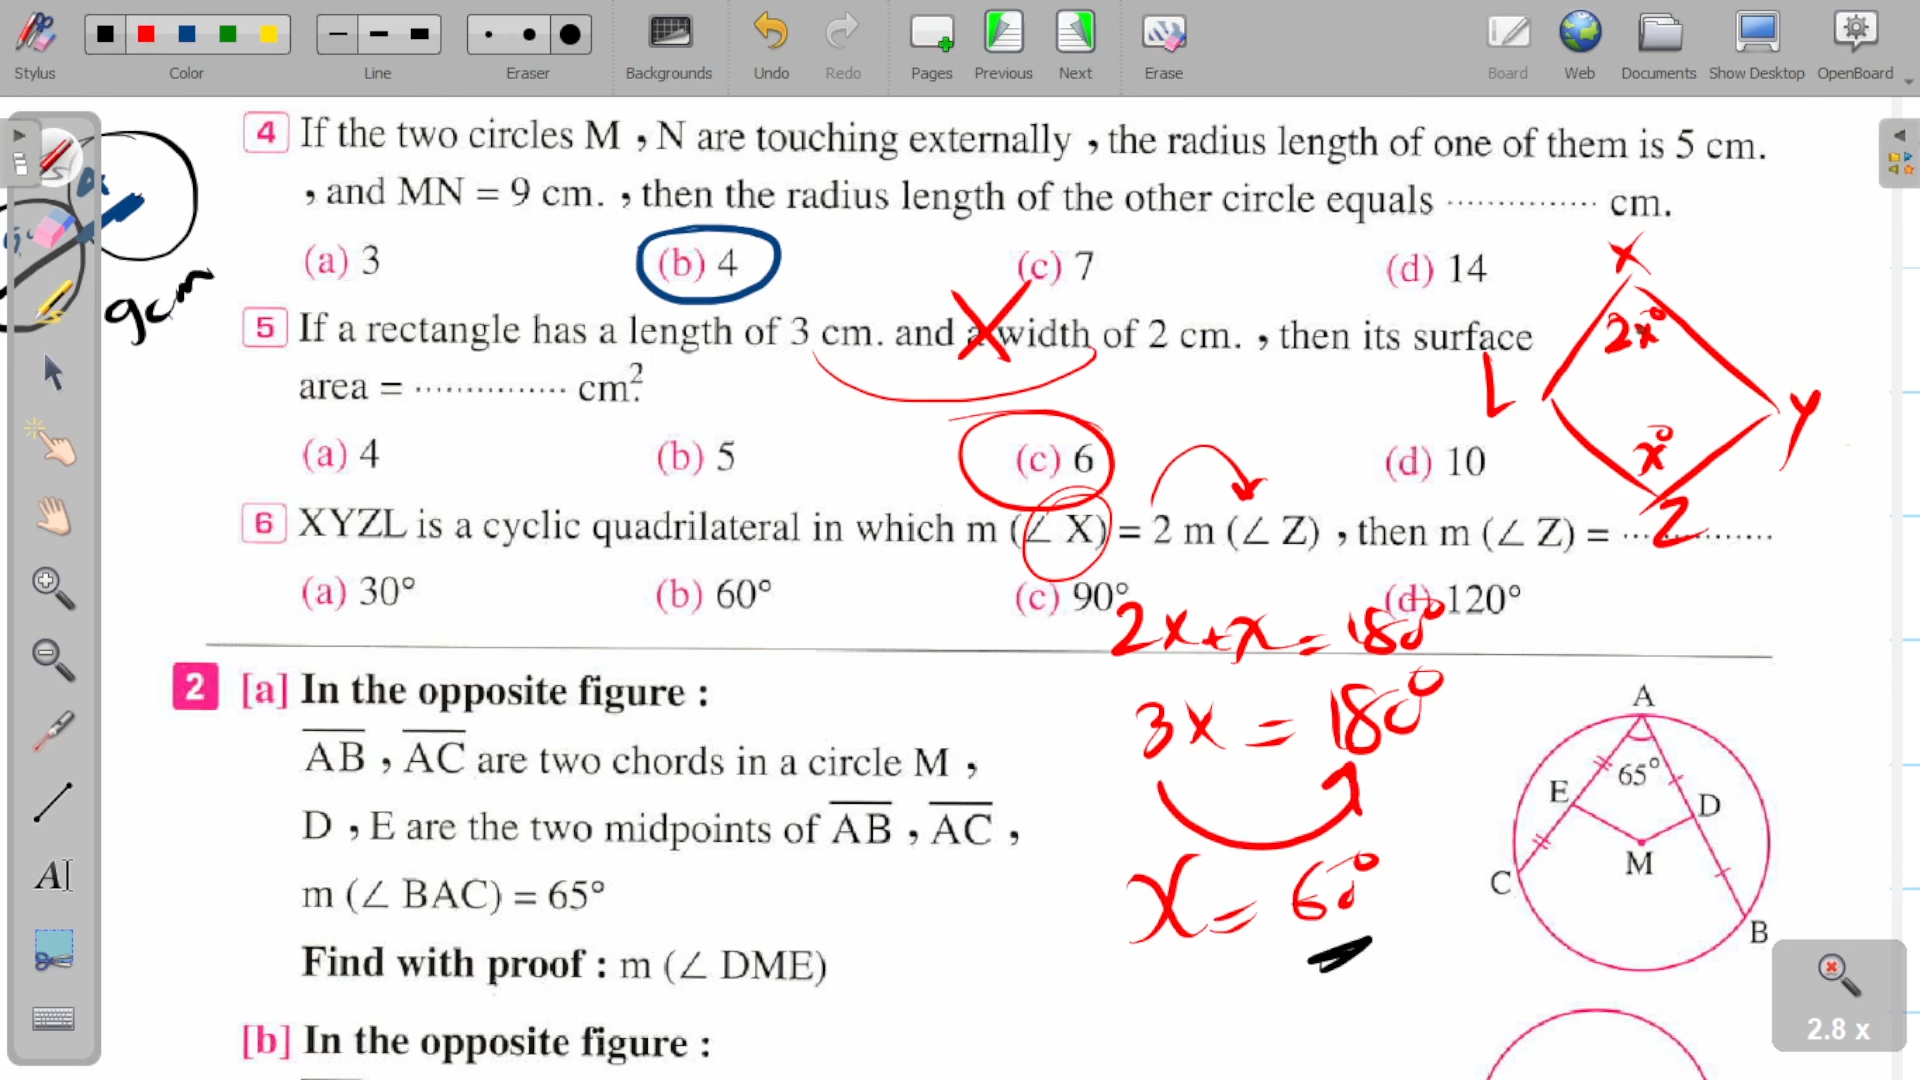 Stylus Color Line Eraser Backgrounds Undo Redo Pages Previous Next Erase Board Web Documents Show Desktop OpenBoard
4 If the two circles M , N are touching externally , the radius length of one of them is 5 cm.
, and MN = 9 cm. , then the radius length of the other circle equals ............... cm.
(a) 3 (b) 4 (c) 7 (d) 14
9cm
X
5 If a rectangle has a length of 3 cm. and a width of 2 cm. , then its surface
area = ............... cm².
2x°
L
y
x°
z
(a) 4 (b) 5 (c) 6 (d) 10
6 XYZL is a cyclic quadrilateral in which m (∠ X) = 2 m (∠ Z) , then m (∠ Z) = ...............
(a) 30° (b) 60° (c) 90° (d) 120°
2x+x=180°
3x = 180°
x = 60°
2 [a] In the opposite figure :
AB , AC are two chords in a circle M ,
D , E are the two midpoints of AB , AC ,
m (∠ BAC) = 65°
Find with proof : m (∠ DME)
A
65°
E D
M
C
B
[b] In the opposite figure :
2.8 x